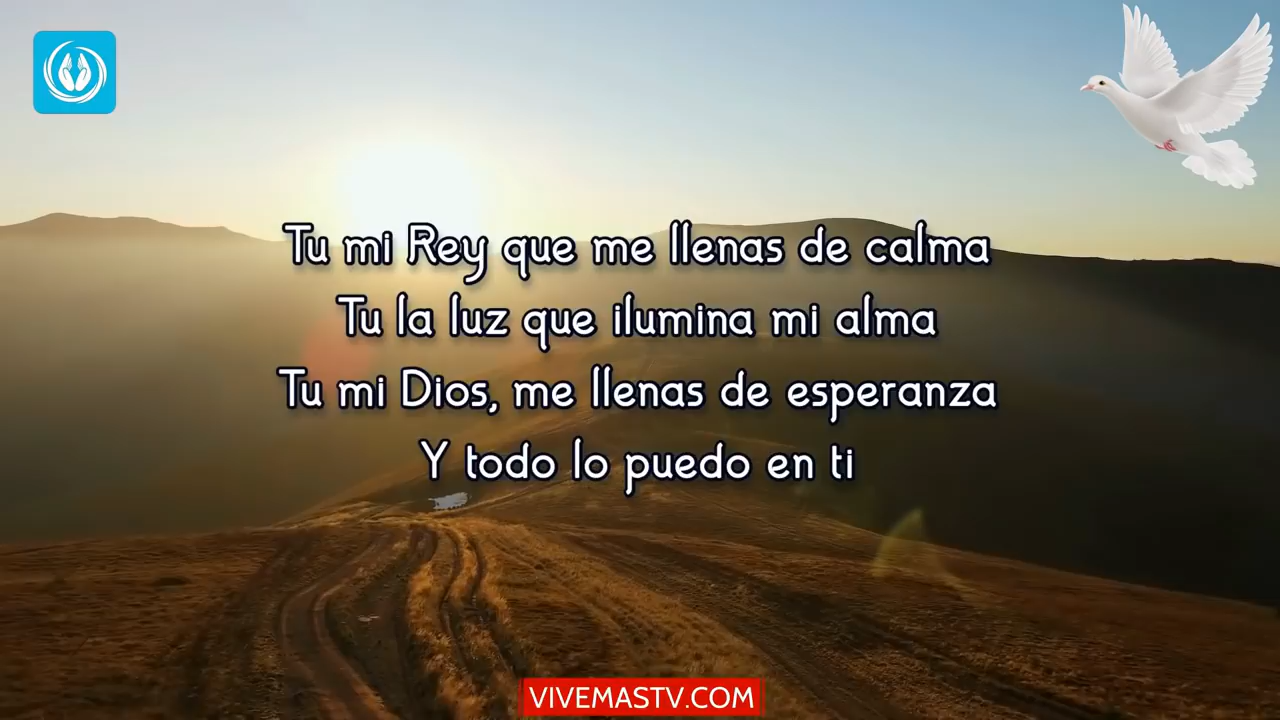 Tu mi Rey que me llenas de calma
Tu la luz que ilumina mi alma
Tu mi Dios, me llenas de esperanza
Y todo lo puedo en ti
VIVEMASTV.COM